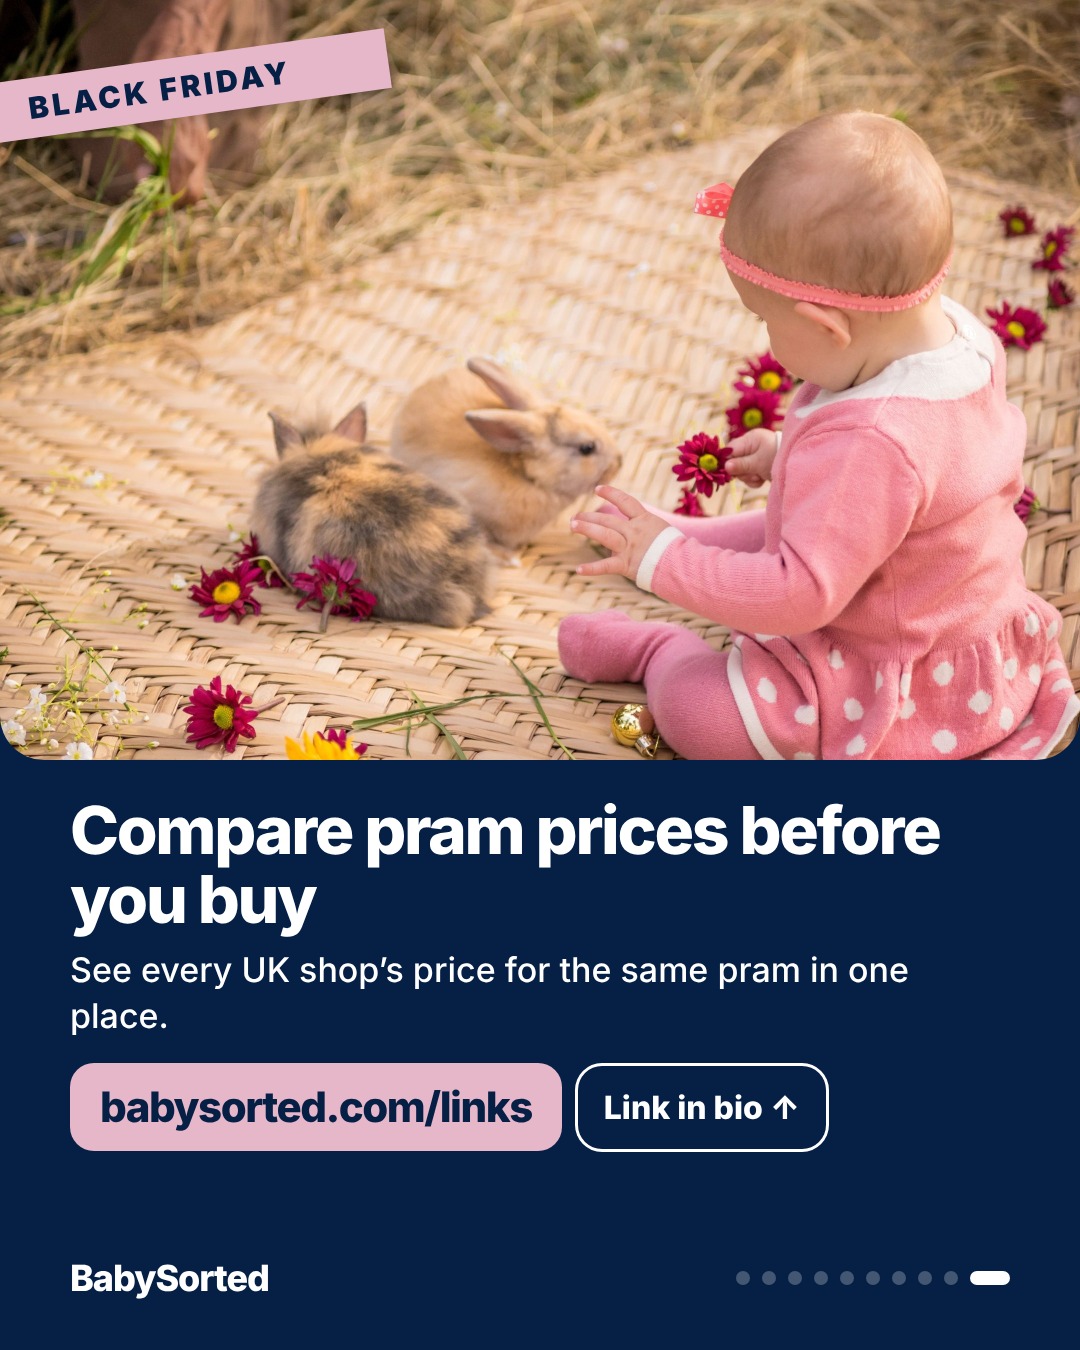 BLACK FRIDAY
Compare pram prices before
you buy
See every UK shop’s price for the same pram in one
place.
babysorted.com/links
Link in bio ↑
BabySorted